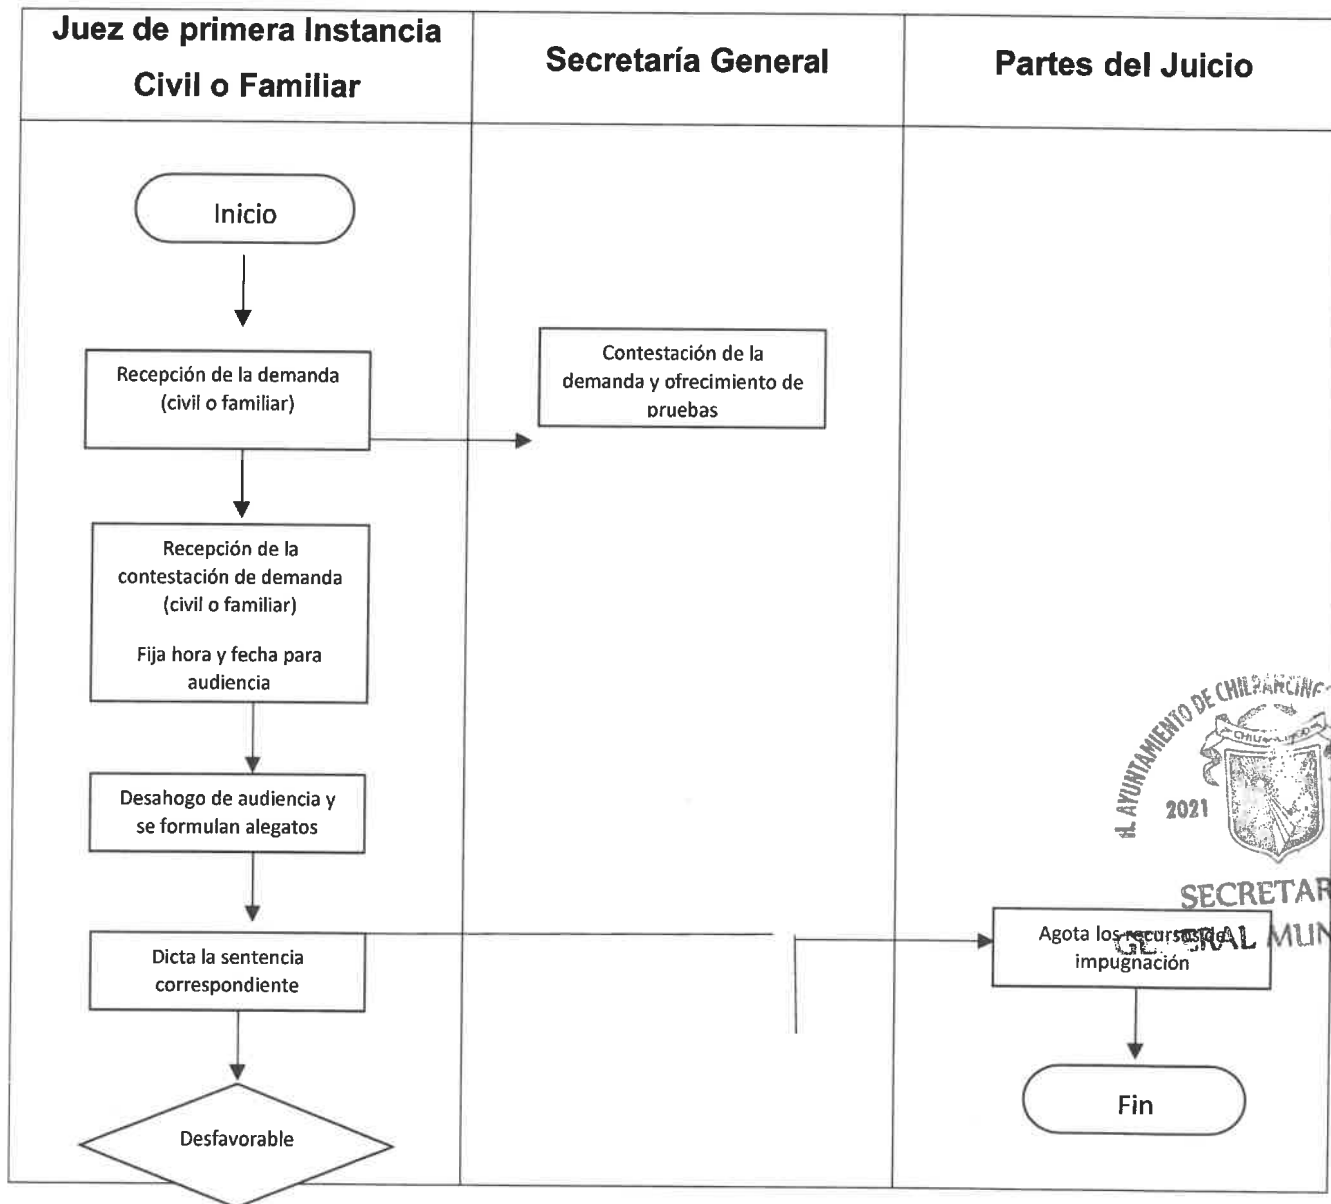 Juez de primera Instancia
Civil o Familiar
Secretaría General
Partes del Juicio
Inicio
Recepción de la demanda
(civil o familiar)
Contestación de la
demanda y ofrecimiento de
pruebas
Recepción de la
contestación de demanda
(civil o familiar)
Fija hora y fecha para
audiencia
Desahogo de audiencia y
se formulan alegatos
Dicta la sentencia
correspondiente
Desfavorable
AYUNTAMIENTO DE
2021
SECRETAR
Agota los recursos de
impugnación
MUN
Fin